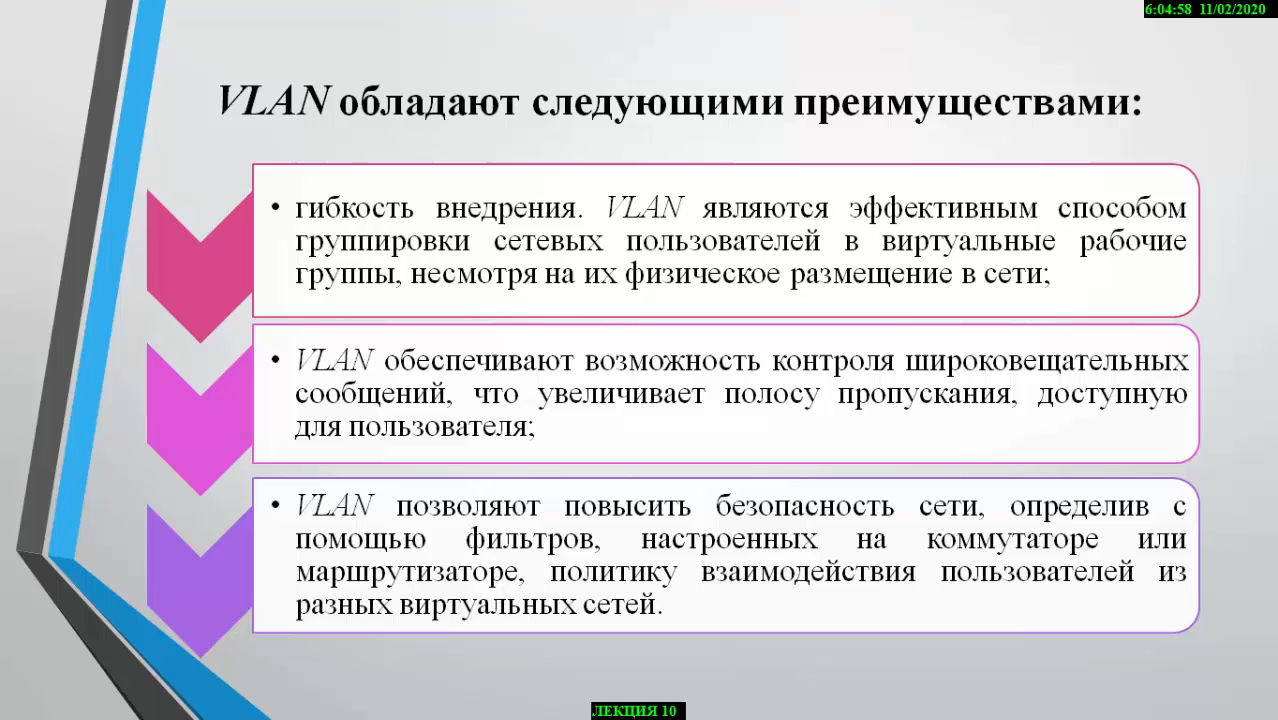 6:04:58 11/02/2020
VLAN обладают следующими преимуществами:
• гибкость внедрения. VLAN являются эффективным способом
группировки сетевых пользователей в виртуальные рабочие
группы, несмотря на их физическое размещение в сети;
• VLAN обеспечивают возможность контроля широковещательных
сообщений, что увеличивает полосу пропускания, доступную
для пользователя;
• VLAN позволяют повысить безопасность сети, определив с
помощью фильтров, настроенных на коммутаторе или
маршрутизаторе, политику взаимодействия пользователей из
разных виртуальных сетей.
ЛЕКЦИЯ 10